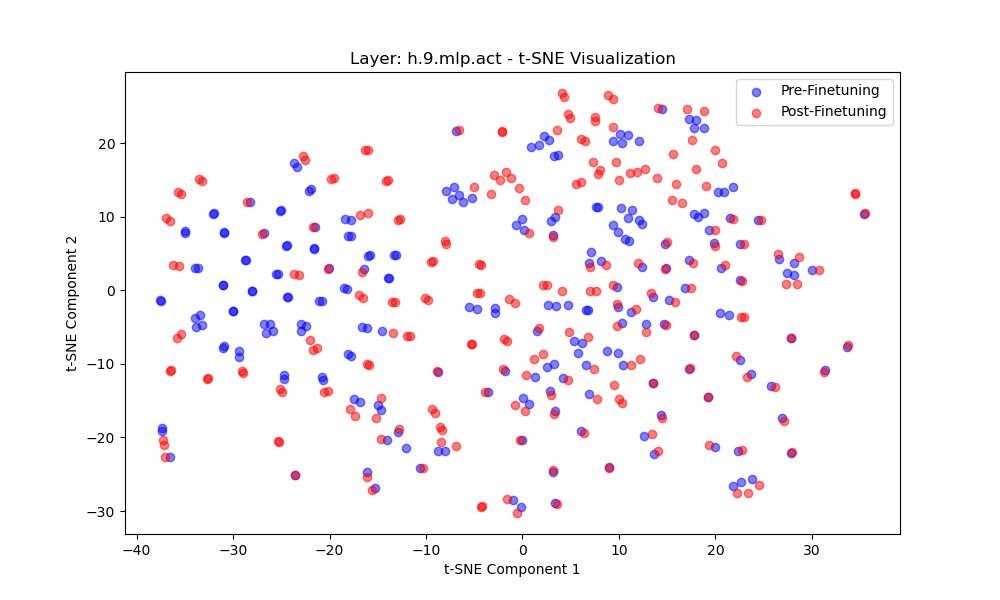 Layer: h.9.mlp.act - t-SNE Visualization
Pre-Finetuning
Post-Finetuning
t-SNE Component 2
20
10
0
−10
−20
−30
−40
−30
−20
−10
0
10
20
30
t-SNE Component 1